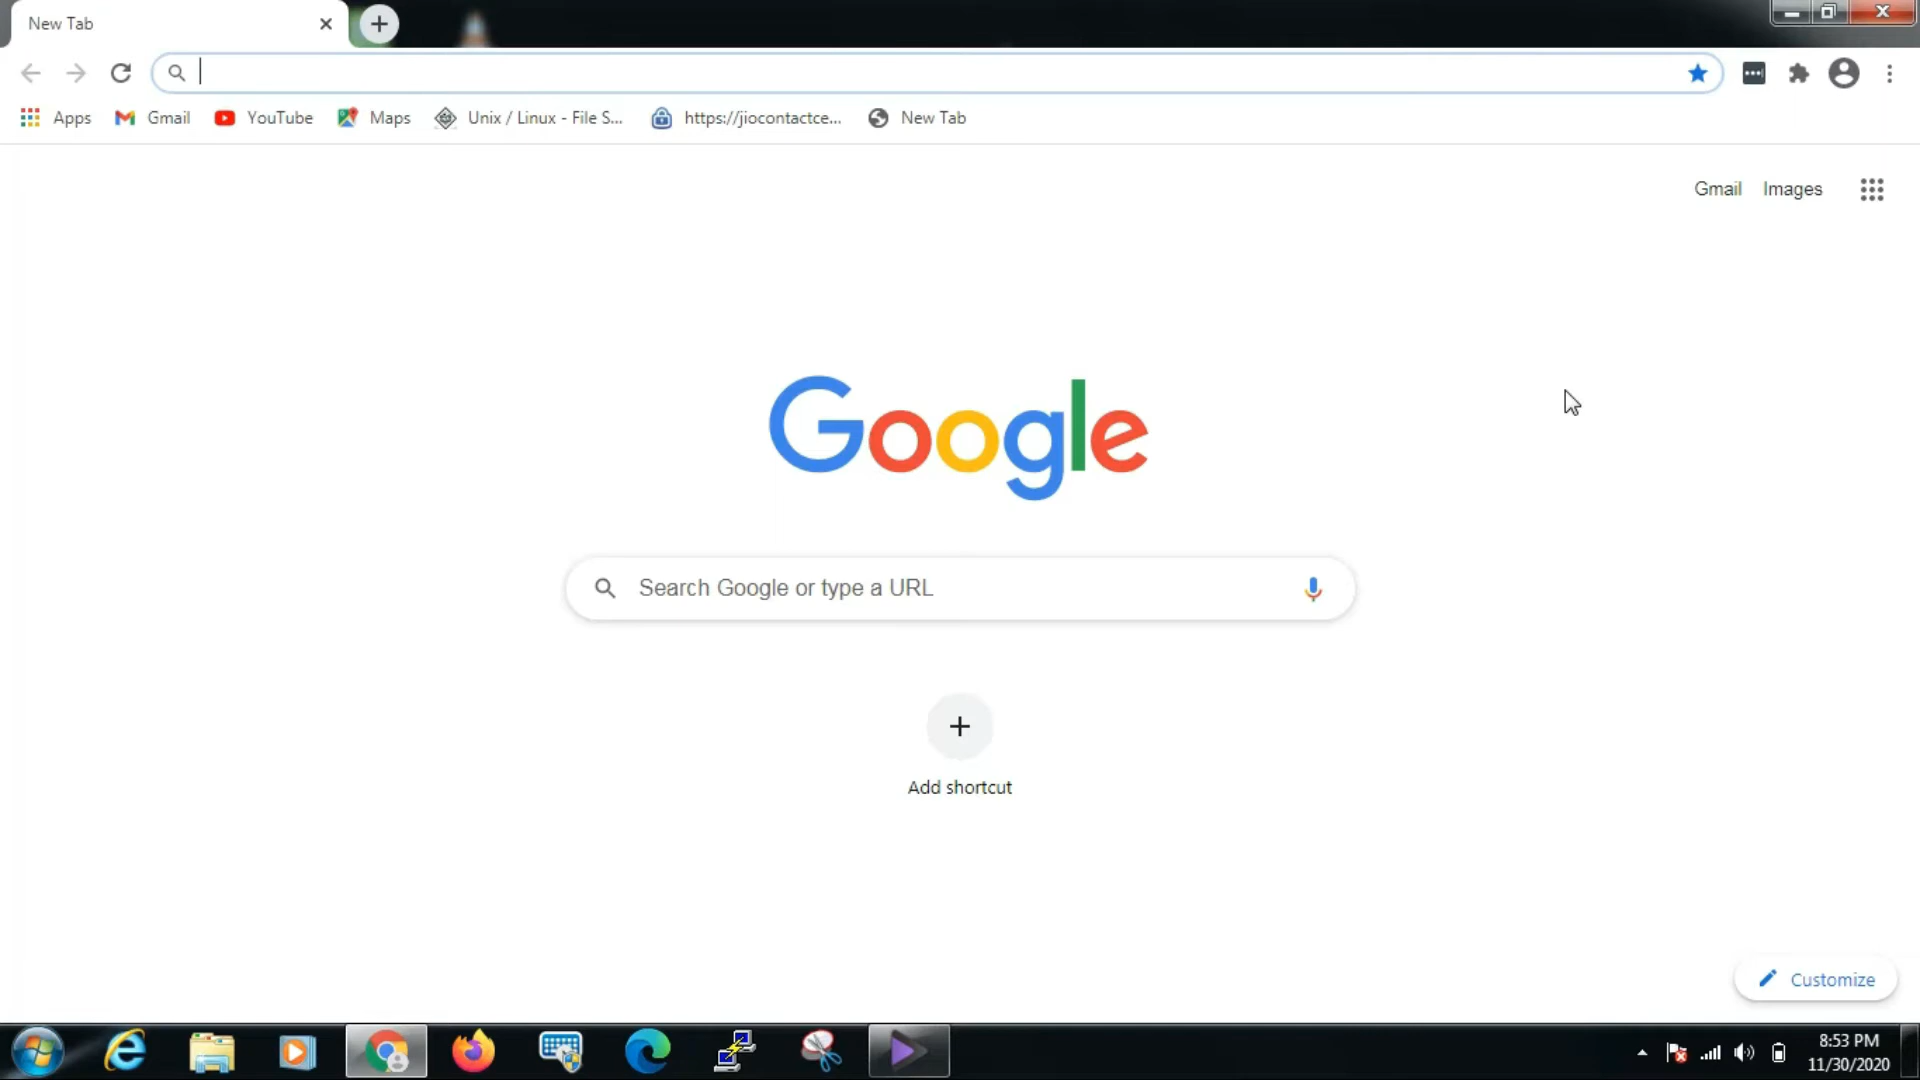 New Tab
Apps Gmail YouTube Maps Unix / Linux - File S... https://jiocontactce... New Tab
Gmail Images
Google
Search Google or type a URL
Add shortcut
Customize
8:53 PM
11/30/2020